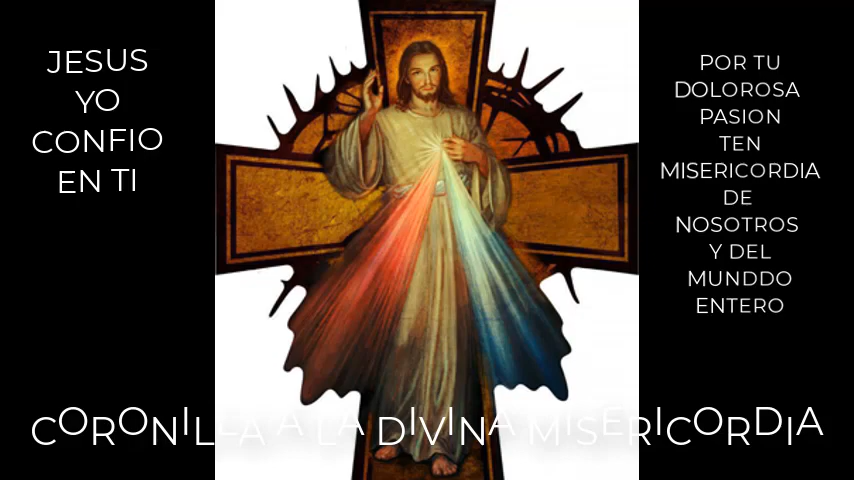 JESUS
YO
CONFIO
EN TI
POR TU
DOLOROSA
PASION
TEN
MISERICORDIA
DE
NOSOTROS
Y DEL
MUNDDO
ENTERO
CORONILLA A LA DIVINA MISERICORDIA